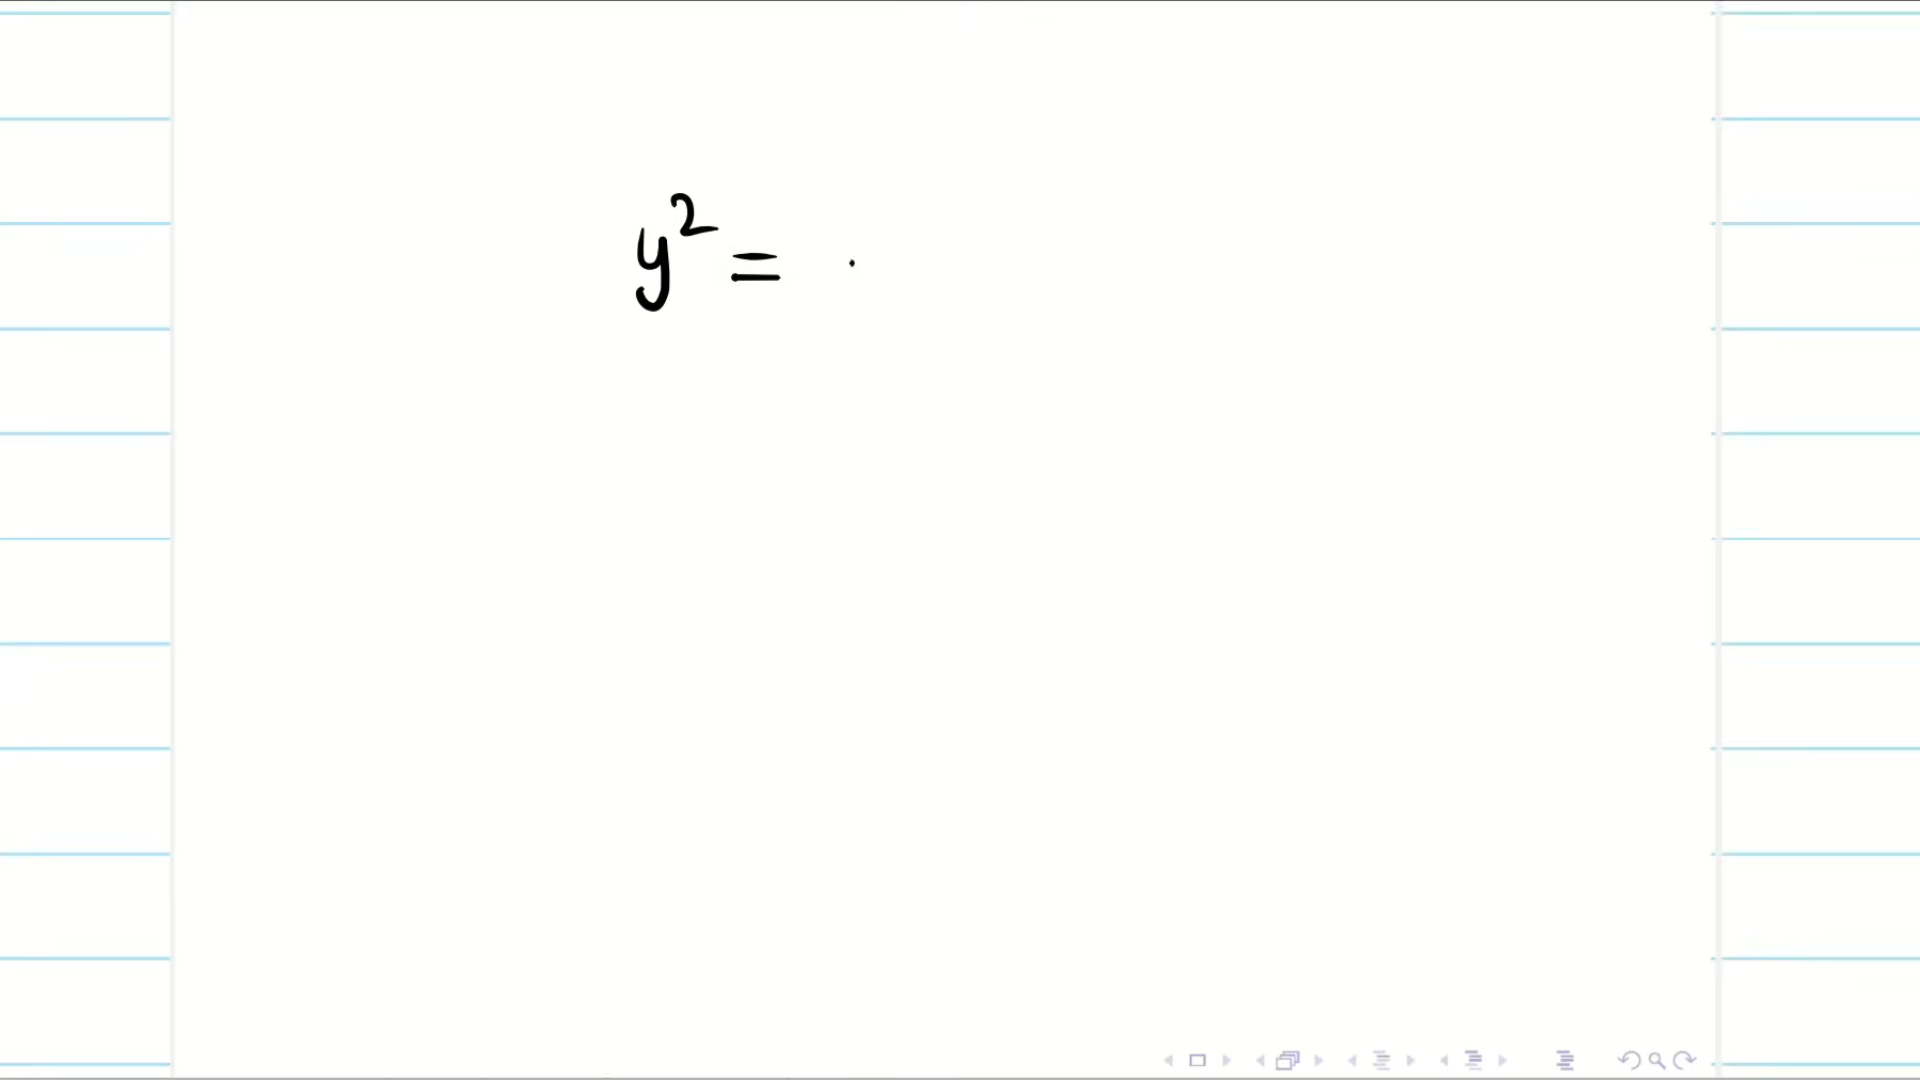 y² = .